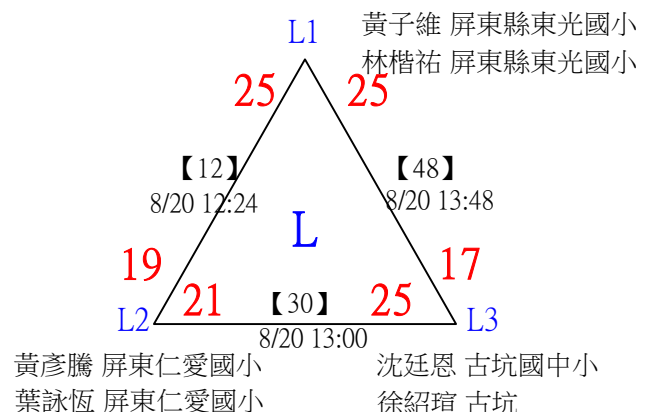 L1
黃子維 屏東縣東光國小
林楷祐 屏東縣東光國小
25
25
【12】
8/20 12:24
【48】
8/20 13:48
L
19
17
21
【30】
25
L2
8/20 13:00
L3
黃彥騰 屏東仁愛國小
葉詠恆 屏東仁愛國小
沈廷恩 古坑國中小
徐紹瑄 古坑